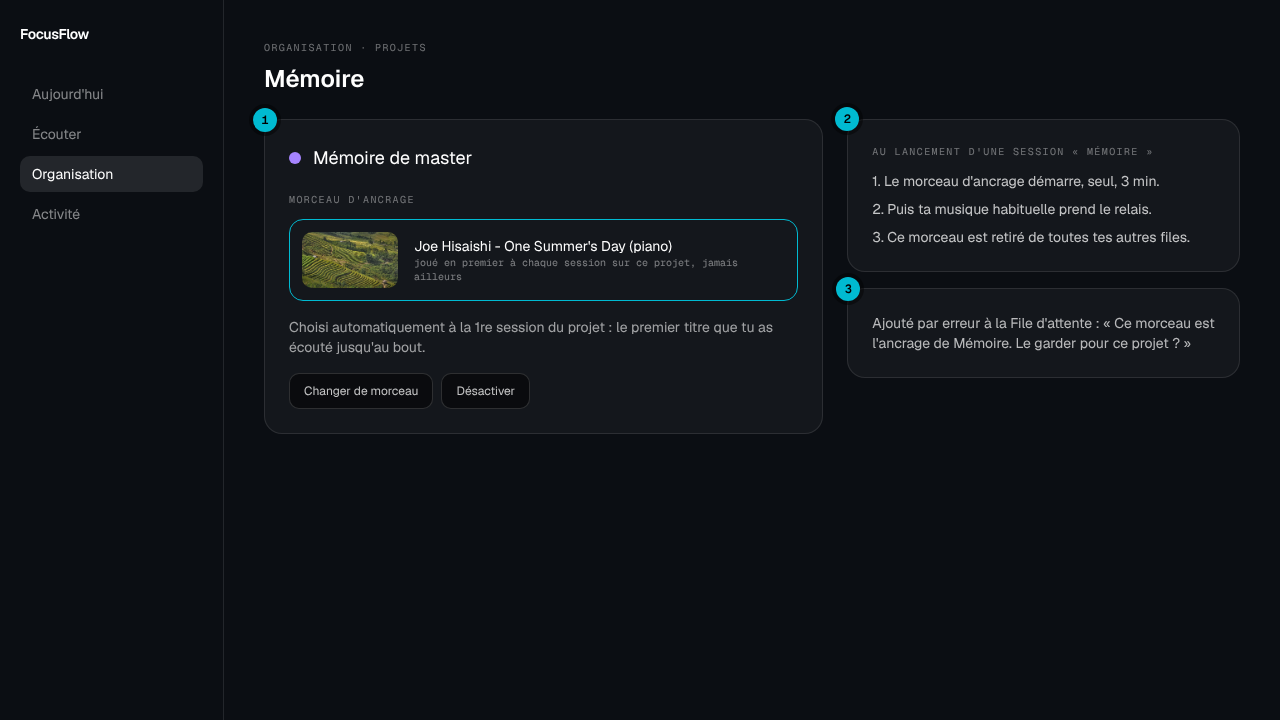 FocusFlow
Aujourd'hui
Écouter
Organisation
Activité
ORGANISATION · PROJETS
Mémoire
1
Mémoire de master
MORCEAU D'ANCRAGE
Joe Hisaishi - One Summer's Day (piano)
joué en premier à chaque session sur ce projet, jamais
ailleurs
Choisi automatiquement à la 1re session du projet : le premier titre que tu as
écouté jusqu'au bout.
Changer de morceau
Désactiver
2
AU LANCEMENT D'UNE SESSION « MÉMOIRE »
1. Le morceau d'ancrage démarre, seul, 3 min.
2. Puis ta musique habituelle prend le relais.
3. Ce morceau est retiré de toutes tes autres files.
3
Ajouté par erreur à la File d'attente : « Ce morceau est
l'ancrage de Mémoire. Le garder pour ce projet ? »